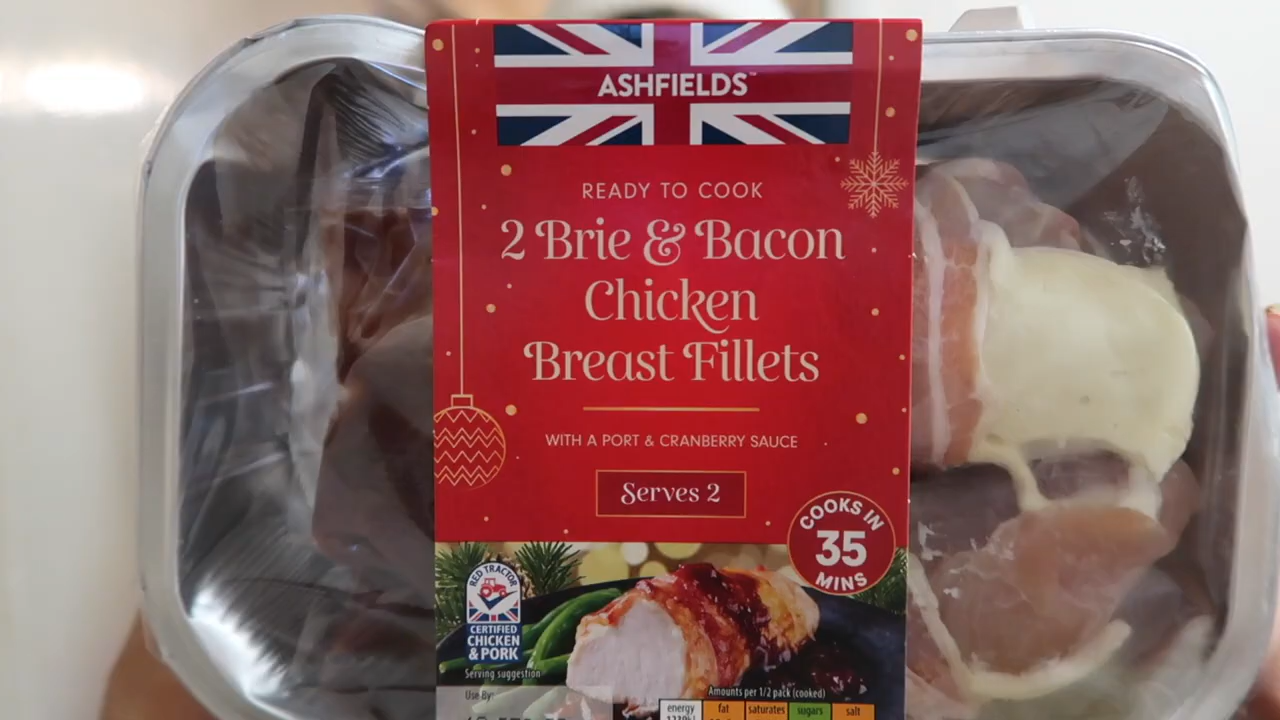 ASHFIELDS™
READY TO COOK
2 Brie & Bacon
Chicken
Breast Fillets
WITH A PORT & CRANBERRY SAUCE
Serves 2
COOKS IN
35
MINS
RED TRACTOR
CERTIFIED
CHICKEN
& PORK
Serving suggestion
Use By:
Amounts per 1/2 pack (cooked)
energy fat saturates sugars salt